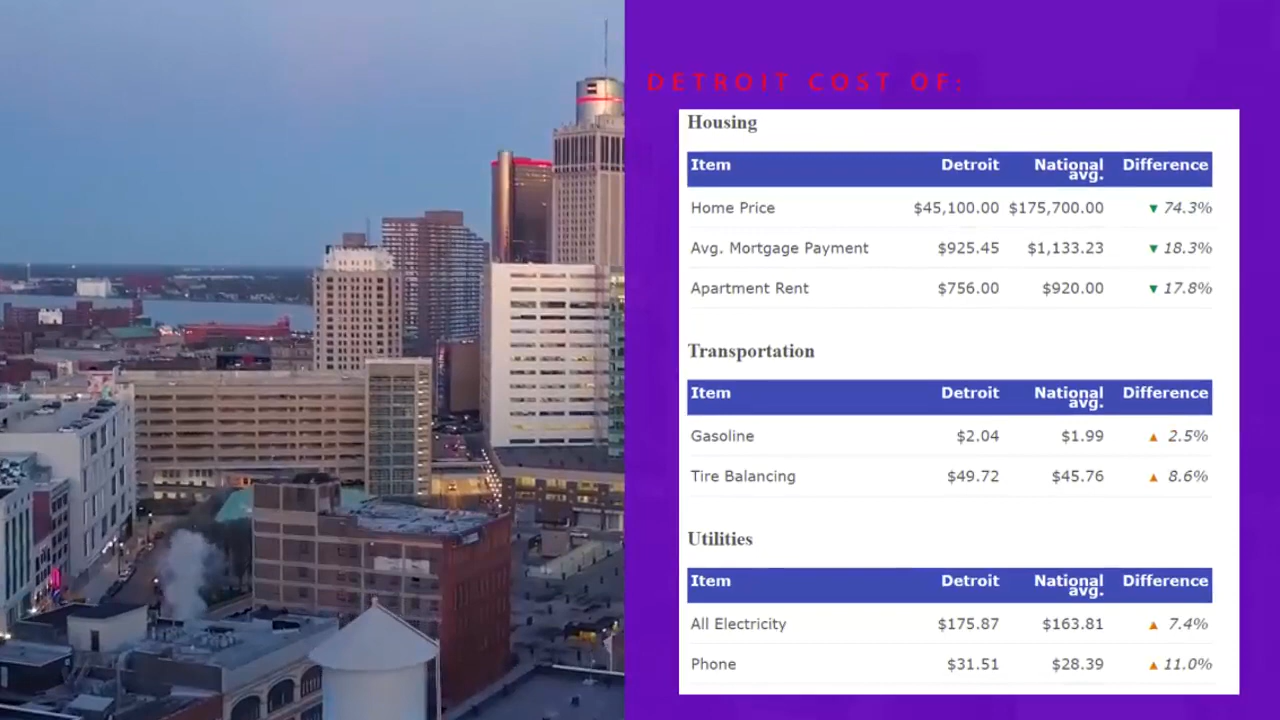 DETROIT COST OF:
Housing
Item Detroit National avg. Difference
Home Price $45,100.00 $175,700.00 ▼ 74.3%
Avg. Mortgage Payment $925.45 $1,133.23 ▼ 18.3%
Apartment Rent $756.00 $920.00 ▼ 17.8%
Transportation
Item Detroit National avg. Difference
Gasoline $2.04 $1.99 ▲ 2.5%
Tire Balancing $49.72 $45.76 ▲ 8.6%
Utilities
Item Detroit National avg. Difference
All Electricity $175.87 $163.81 ▲ 7.4%
Phone $31.51 $28.39 ▲ 11.0%